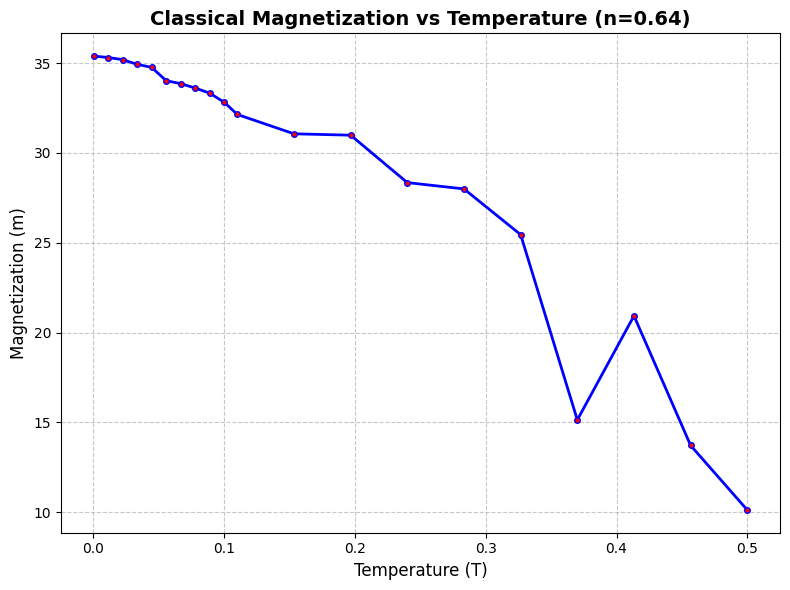 Classical Magnetization vs Temperature (n=0.64)
Magnetization (m)
35
30
25
20
15
10
0.0 0.1 0.2 0.3 0.4 0.5
Temperature (T)